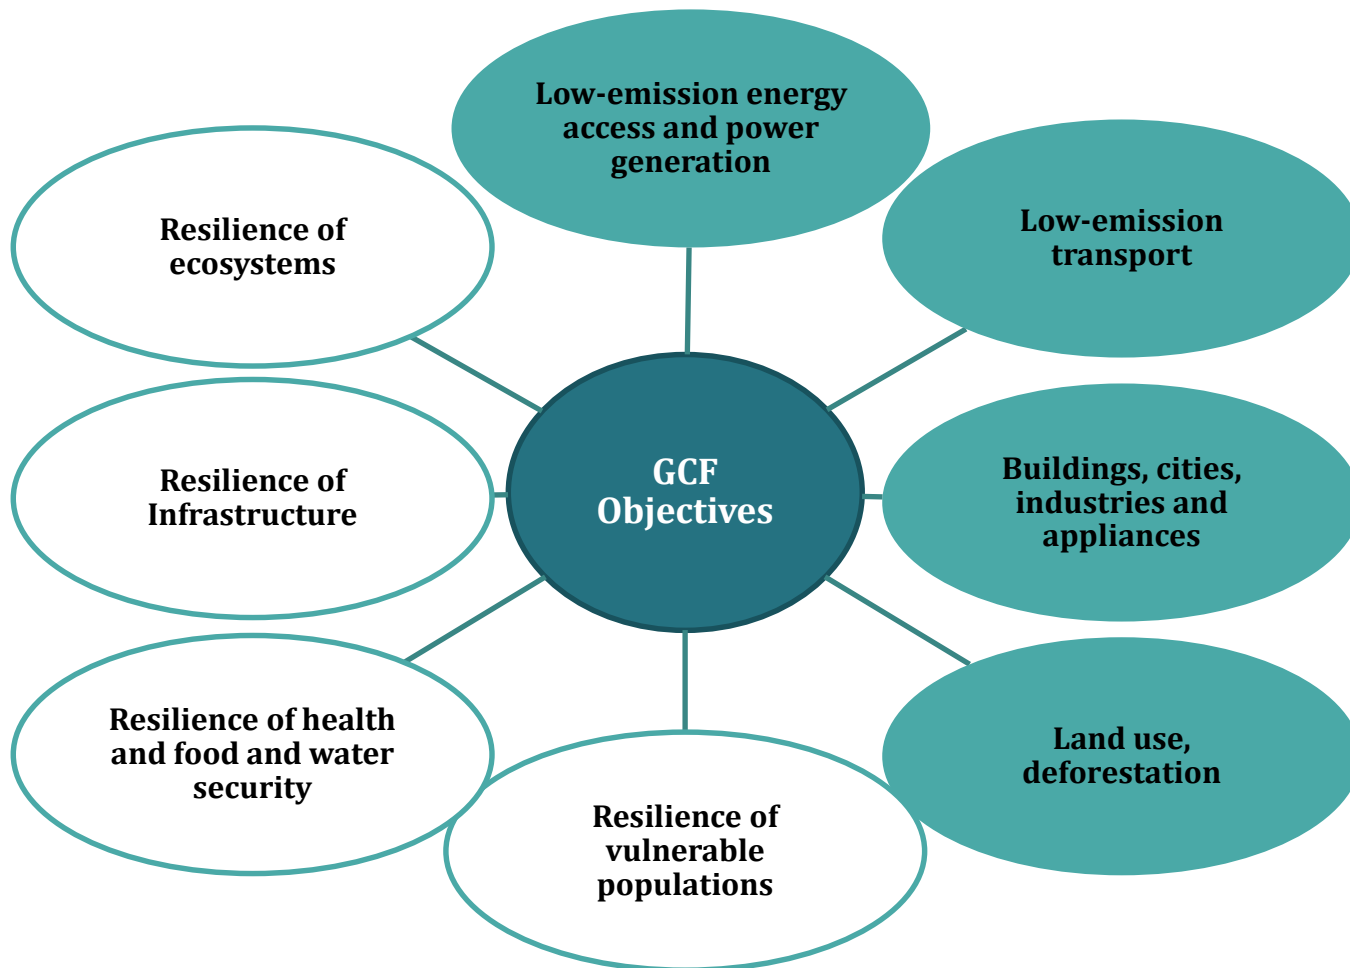 Low-emission energy
access and power
generation
Low-emission
transport
Resilience of
ecosystems
GCF
Objectives
Buildings, cities,
industries and
appliances
Resilience of
Infrastructure
Land use,
deforestation
Resilience of health
and food and water
security
Resilience of
vulnerable
populations